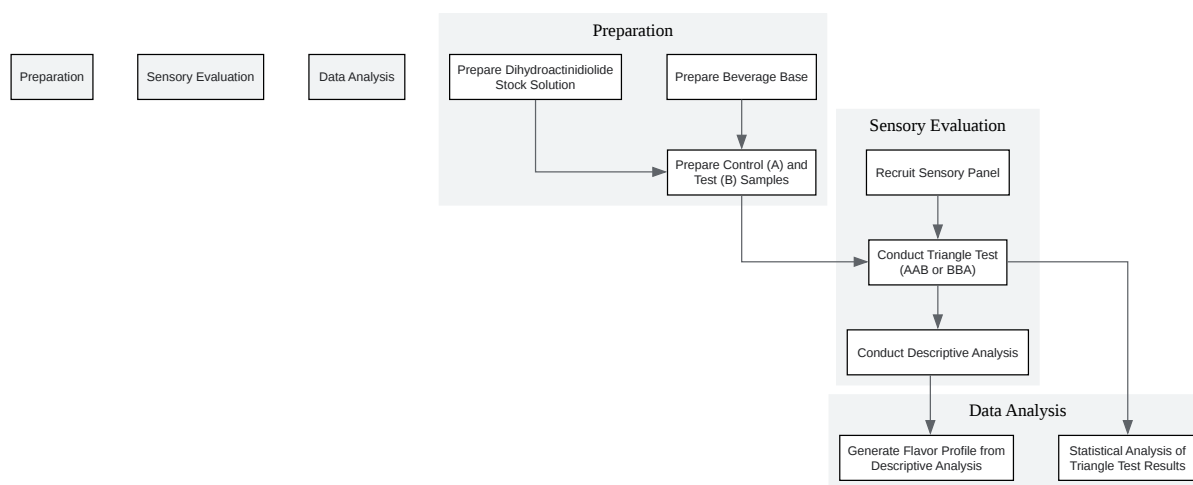 Preparation
Sensory Evaluation
Data Analysis
Preparation
Prepare Dihydroactinidiolide
Stock Solution
Prepare Beverage Base
Prepare Control (A) and
Test (B) Samples
Sensory Evaluation
Recruit Sensory Panel
Conduct Triangle Test
(AAB or BBA)
Conduct Descriptive Analysis
Data Analysis
Generate Flavor Profile from
Descriptive Analysis
Statistical Analysis of
Triangle Test Results